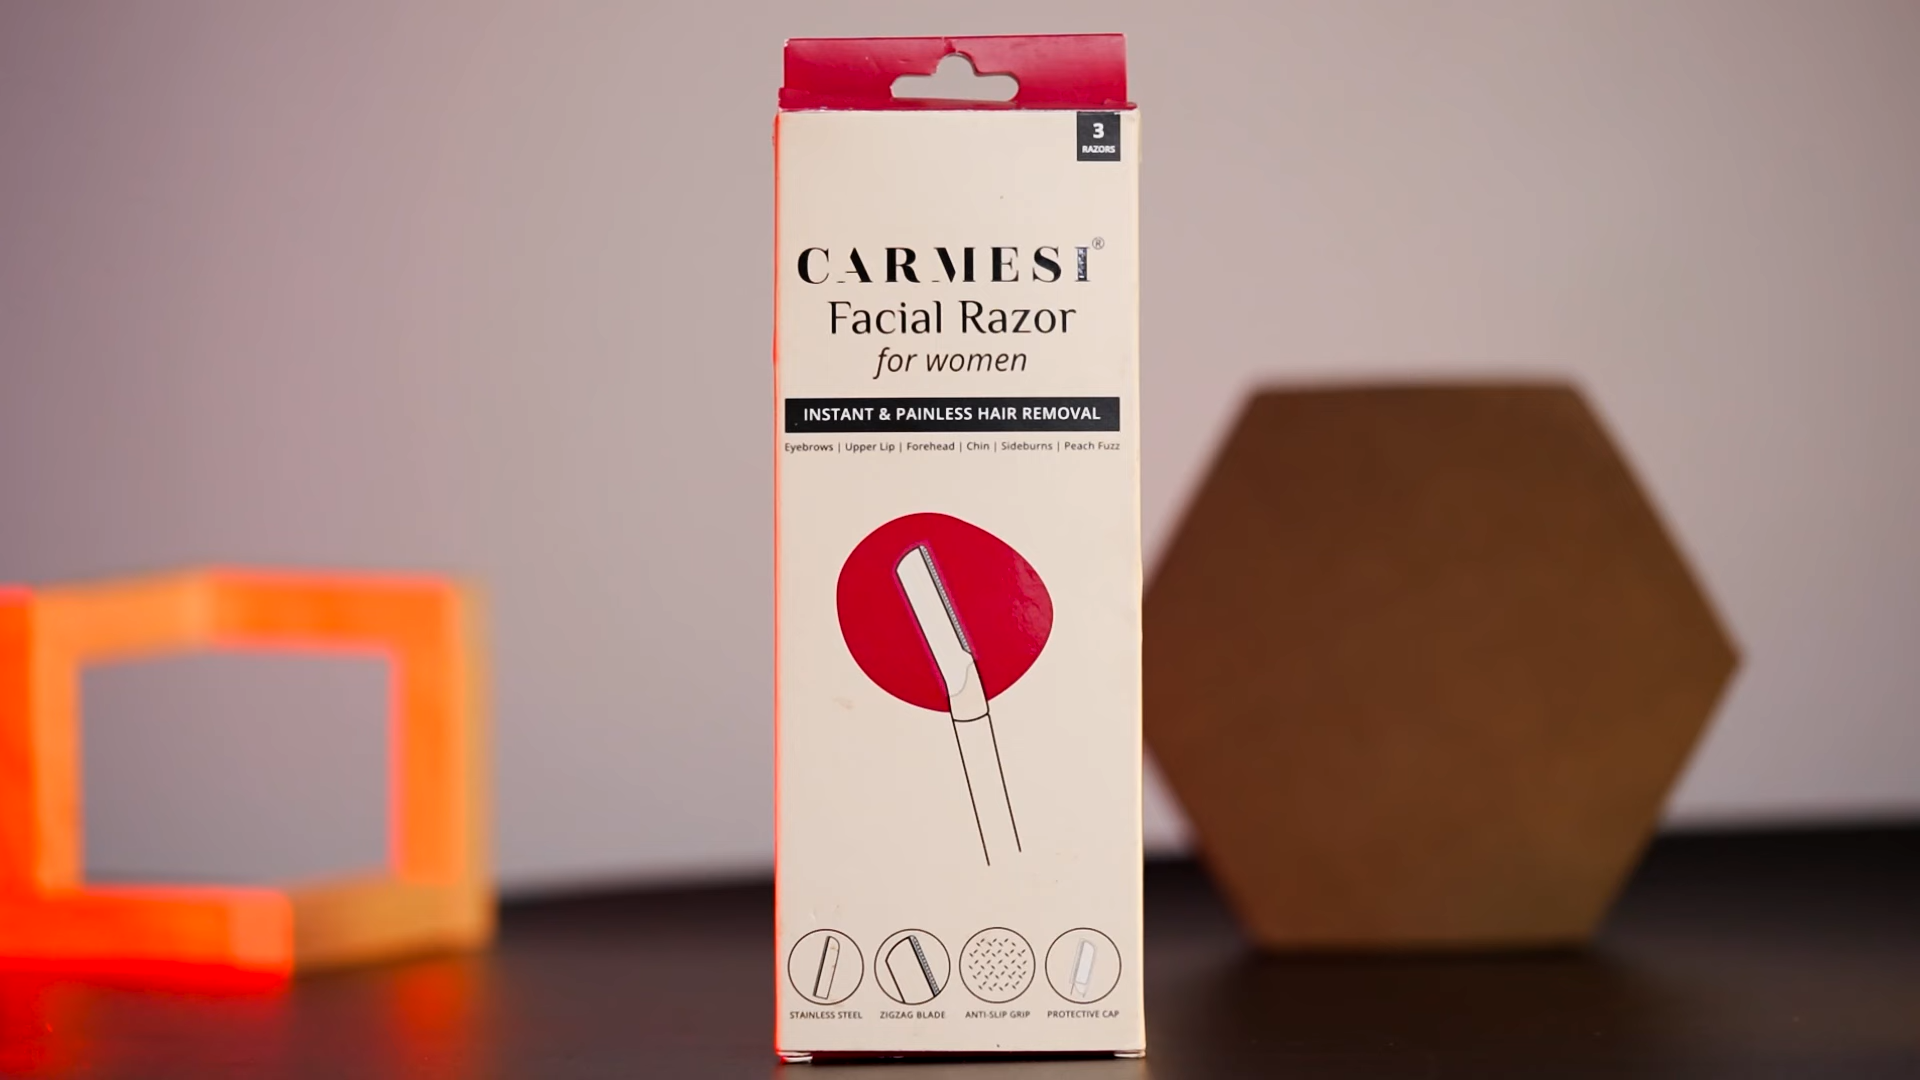 3
RAZORS
CARMESI®
Facial Razor
for women
INSTANT & PAINLESS HAIR REMOVAL
Eyebrows | Upper Lip | Forehead | Chin | Sideburns | Peach Fuzz
STAINLESS STEEL ZIGZAG BLADE ANTI-SLIP GRIP PROTECTIVE CAP